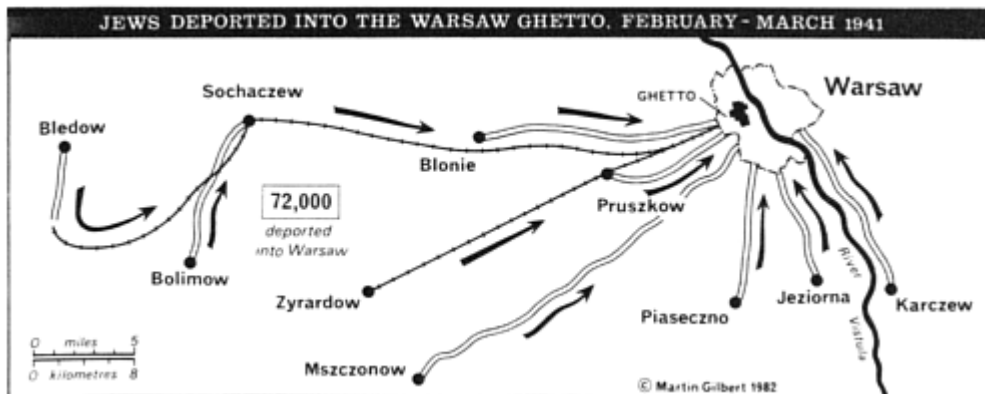 JEWS DEPORTED INTO THE WARSAW GHETTO, FEBRUARY - MARCH 1941
Warsaw
GHETTO
Sochaczew
Bledow
Blonie
72,000
deported
into Warsaw
Pruszkow
Bolimow
Zyrardow
Piaseczno
Jeziorna
Karczew
River
Vistula
Mszczonow
0 miles 5
0 kilometres 8
© Martin Gilbert 1982